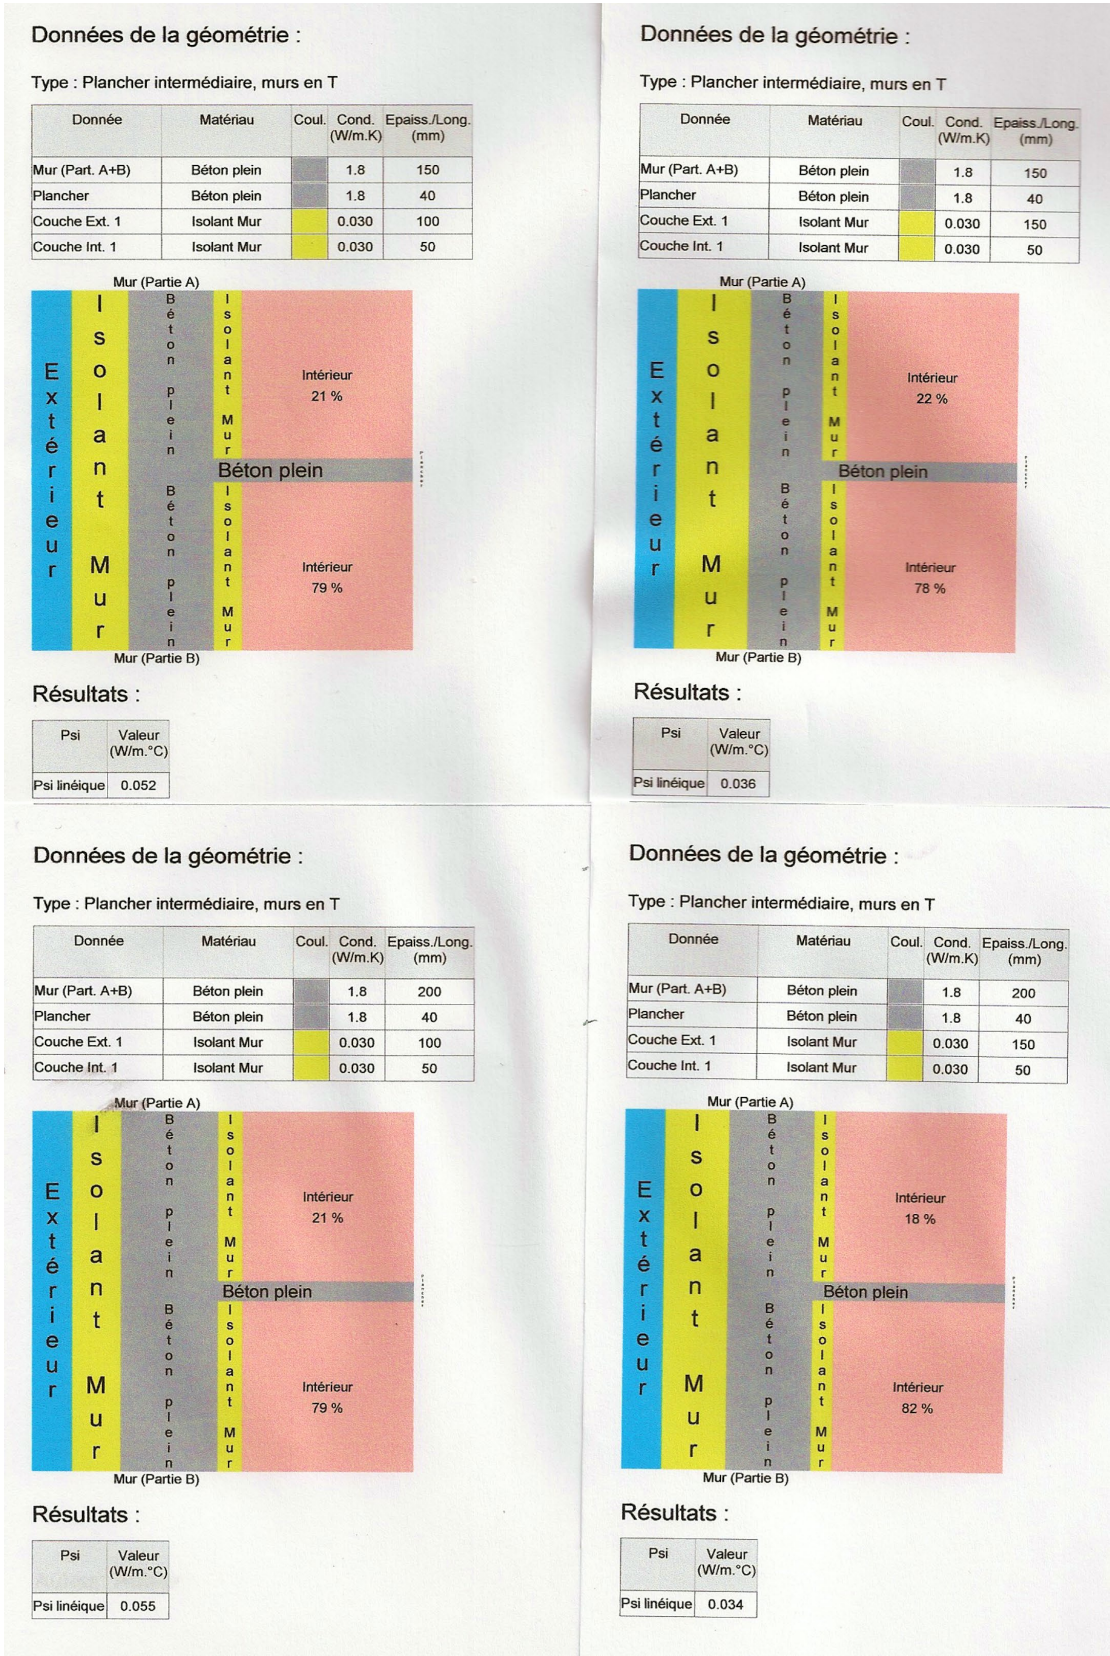 Données de la géométrie :
Type : Plancher intermédiaire, murs en T
Donnée Matériau Coul. Cond. (W/m.K) Epaiss./Long. (mm)
Mur (Part. A+B) Béton plein 1.8 150
Plancher Béton plein 1.8 40
Couche Ext. 1 Isolant Mur 0.030 100
Couche Int. 1 Isolant Mur 0.030 50
Mur (Partie A)
Extérieur
Isolant Mur
Béton plein
Béton plein
Isolant Mur
Isolant Mur
Intérieur
21 %
Béton plein
Intérieur
79 %
Mur (Partie B)
Résultats :
Psi Valeur (W/m.°C)
Psi linéique 0.052
Données de la géométrie :
Type : Plancher intermédiaire, murs en T
Donnée Matériau Coul. Cond. (W/m.K) Epaiss./Long. (mm)
Mur (Part. A+B) Béton plein 1.8 150
Plancher Béton plein 1.8 40
Couche Ext. 1 Isolant Mur 0.030 150
Couche Int. 1 Isolant Mur 0.030 50
Mur (Partie A)
Extérieur
Isolant Mur
Béton plein
Béton plein
Isolant Mur
Isolant Mur
Intérieur
22 %
Béton plein
Intérieur
78 %
Mur (Partie B)
Résultats :
Psi Valeur (W/m.°C)
Psi linéique 0.036
Données de la géométrie :
Type : Plancher intermédiaire, murs en T
Donnée Matériau Coul. Cond. (W/m.K) Epaiss./Long. (mm)
Mur (Part. A+B) Béton plein 1.8 200
Plancher Béton plein 1.8 40
Couche Ext. 1 Isolant Mur 0.030 100
Couche Int. 1 Isolant Mur 0.030 50
Mur (Partie A)
Extérieur
Isolant Mur
Béton plein
Béton plein
Isolant Mur
Isolant Mur
Intérieur
21 %
Béton plein
Intérieur
79 %
Mur (Partie B)
Résultats :
Psi Valeur (W/m.°C)
Psi linéique 0.055
Données de la géométrie :
Type : Plancher intermédiaire, murs en T
Donnée Matériau Coul. Cond. (W/m.K) Epaiss./Long. (mm)
Mur (Part. A+B) Béton plein 1.8 200
Plancher Béton plein 1.8 40
Couche Ext. 1 Isolant Mur 0.030 150
Couche Int. 1 Isolant Mur 0.030 50
Mur (Partie A)
Extérieur
Isolant Mur
Béton plein
Béton plein
Isolant Mur
Isolant Mur
Intérieur
18 %
Béton plein
Intérieur
82 %
Mur (Partie B)
Résultats :
Psi Valeur (W/m.°C)
Psi linéique 0.034